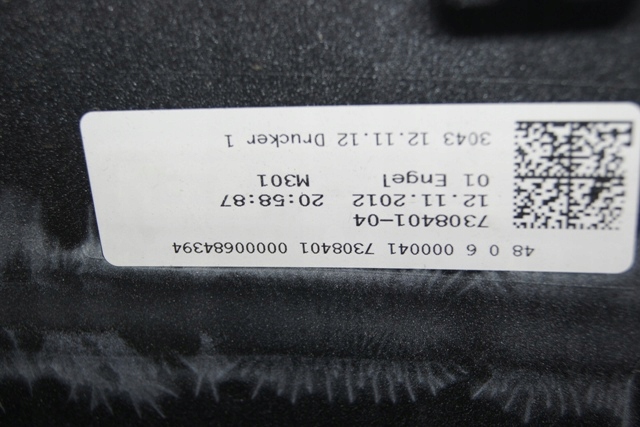 48 0 6 000041 7308401 00000684394
7308401-04
12.11.2012 20:58:87
01 Engel M301
3043 12.11.12 Drucker 1